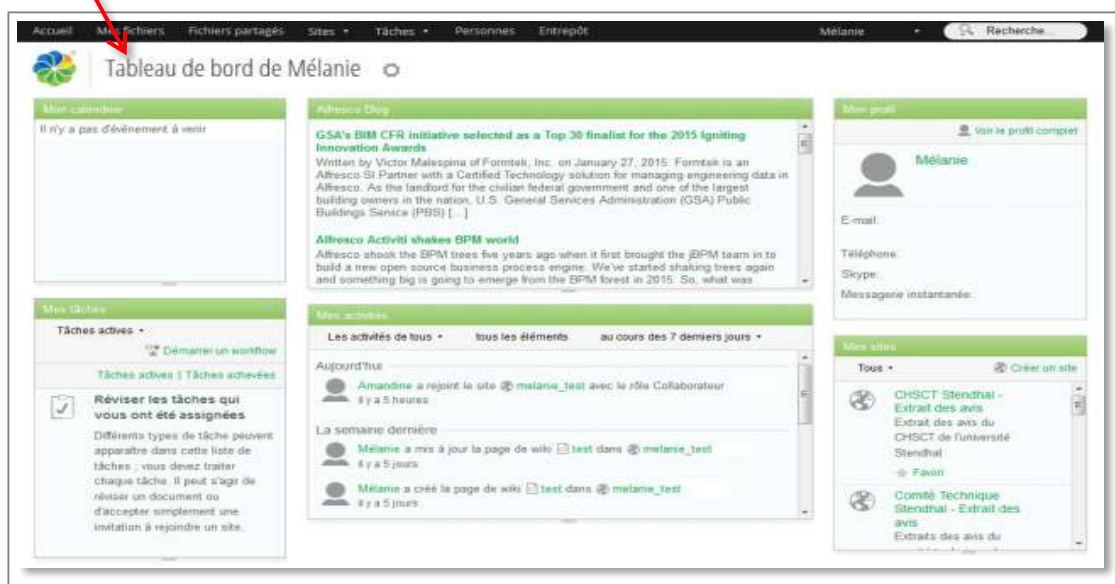 Accueil Mes fichiers Fichiers partagés Sites Tâches Personnes Entrepôt Mélanie Recherche...
Tableau de bord de Mélanie
Mon calendrier
Il n'y a pas d'événement à venir
Alfresco Blog
GSA's BIM CFR initiative selected as a Top 30 finalist for the 2015 Igniting
Innovation Awards
Written by Victor Malespina of Formtek, Inc. on January 27, 2015. Formtek is an
Alfresco SI Partner with a Certified Technology solution for managing engineering data in
Alfresco. As the landlord for the civilian federal government and one of the largest
building owners in the nation, U.S. General Services Administration (GSA) Public
Buildings Service (PBS) [...]
Alfresco Activiti shakes BPM world
Alfresco shook the BPM trees five years ago when it first brought the jBPM team in to
build a new open source business process engine. We've started shaking trees again
and something big is going to emerge from the BPM forest in 2015. So, what was
Mon profil
Voir le profil complet
Mélanie
E-mail:
Téléphone:
Skype:
Messagerie instantanée:
Mes tâches
Tâches actives
Démarrer un workflow
Tâches actives | Tâches achevées
Réviser les tâches qui
vous ont été assignées
Différents types de tâche peuvent
apparaître dans cette liste de
tâches ; vous devez traiter
chaque tâche. Il peut s'agir de
réviser un document ou
d'accepter simplement une
invitation à rejoindre un site.
Mes activités
Les activités de tous tous les éléments au cours des 7 derniers jours
Aujourd'hui
Amandine a rejoint le site melanie_test avec le rôle Collaborateur
Il y a 5 heures
La semaine dernière
Mélanie a mis à jour la page de wiki test dans melanie_test
Il y a 5 jours
Mélanie a créé la page de wiki test dans melanie_test
Il y a 5 jours
Mes sites
Tous Créer un site
CHSCT Stendhal -
Extrait des avis
Extrait des avis du
CHSCT de l'université
Stendhal
Favori
Comité Technique
Stendhal - Extrait des
avis
Extraits des avis du